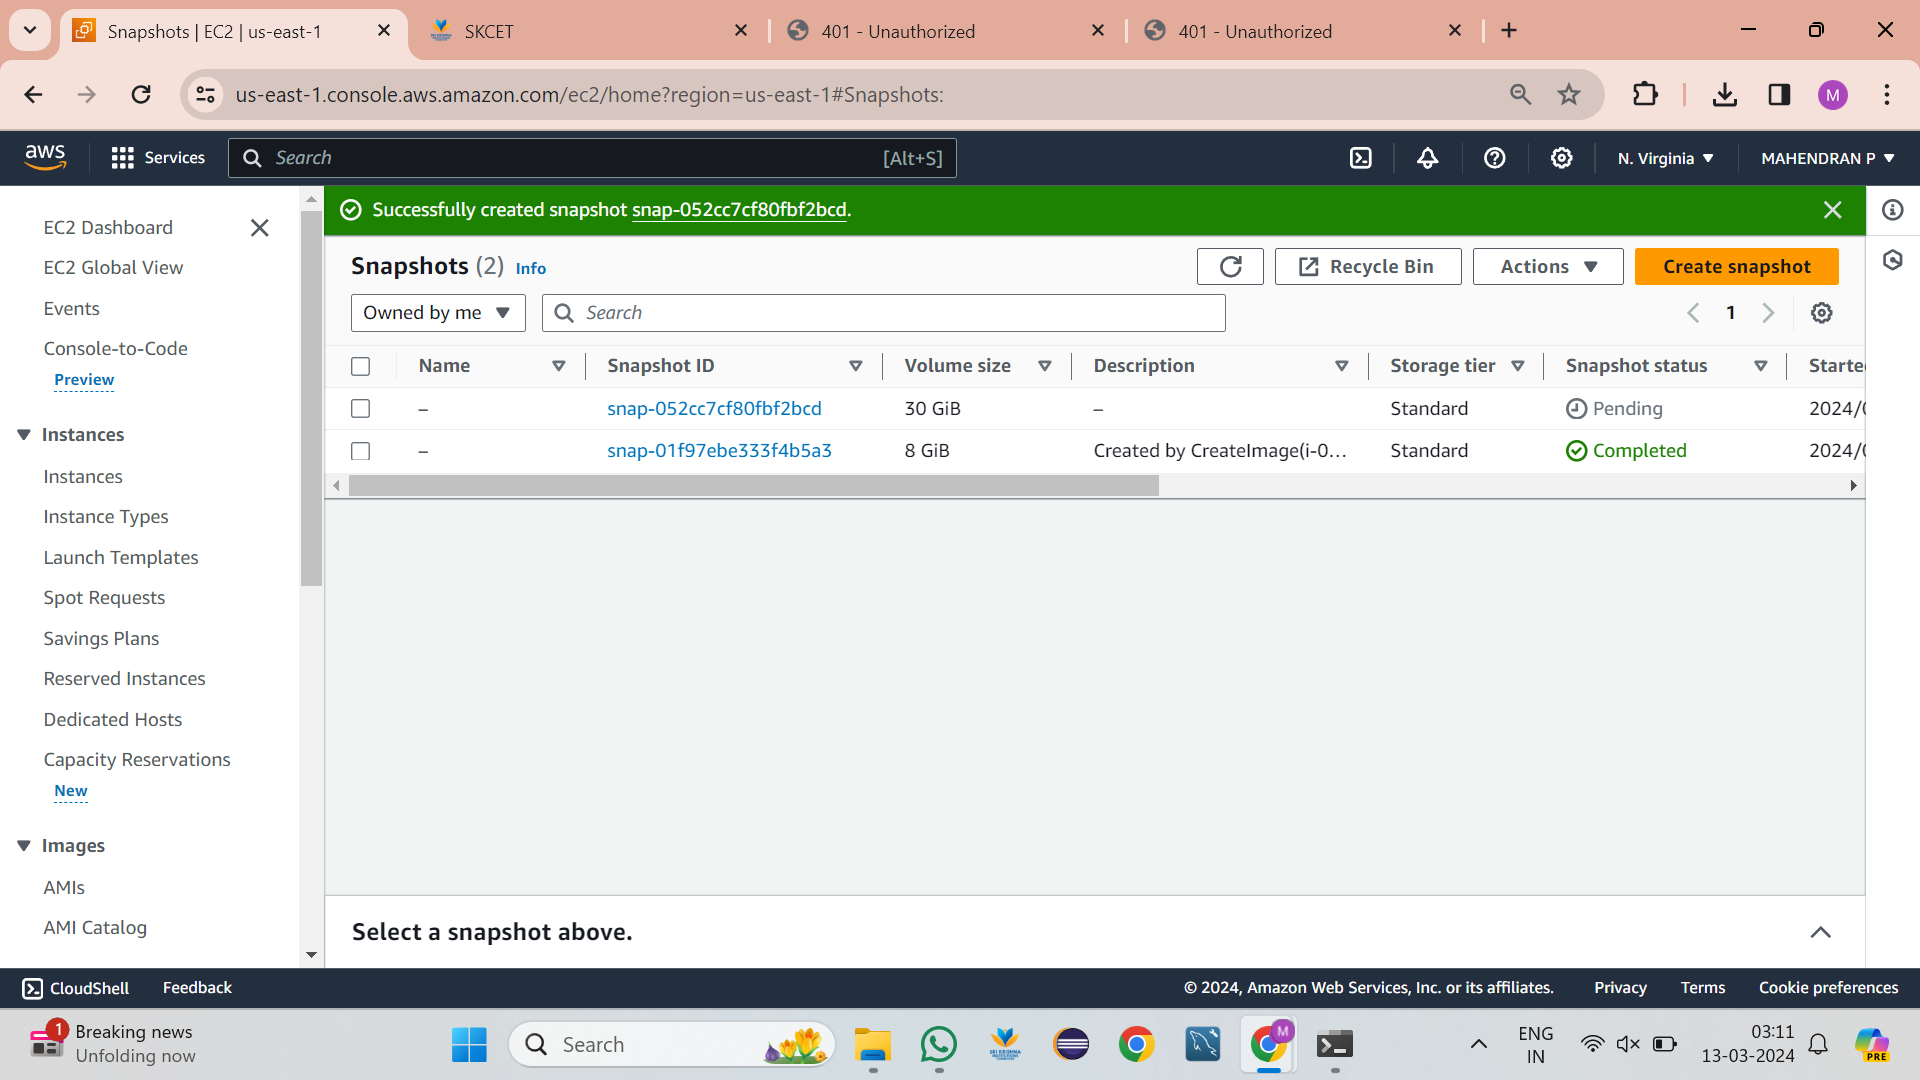 Snapshots | EC2 | us-east-1
SKCET
401 - Unauthorized
401 - Unauthorized
us-east-1.console.aws.amazon.com/ec2/home?region=us-east-1#Snapshots:
M
aws
Services
Search
[Alt+S]
N. Virginia
MAHENDRAN P
EC2 Dashboard
EC2 Global View
Events
Console-to-Code
Preview
Instances
Instances
Instance Types
Launch Templates
Spot Requests
Savings Plans
Reserved Instances
Dedicated Hosts
Capacity Reservations
New
Images
AMIs
AMI Catalog
Successfully created snapshot snap-052cc7cf80fbf2bcd.
Snapshots (2) Info
Recycle Bin
Actions
Create snapshot
Owned by me
Search
1
Name Snapshot ID Volume size Description Storage tier Snapshot status Starte
– snap-052cc7cf80fbf2bcd 30 GiB – Standard Pending 2024/0
– snap-01f97ebe333f4b5a3 8 GiB Created by CreateImage(i-0... Standard Completed 2024/0
Select a snapshot above.
CloudShell Feedback © 2024, Amazon Web Services, Inc. or its affiliates. Privacy Terms Cookie preferences
1
Breaking news
Unfolding now
Search
SRI KRISHNA
INSTITUTIONS
M
ENG
IN
03:11
13-03-2024
PRE